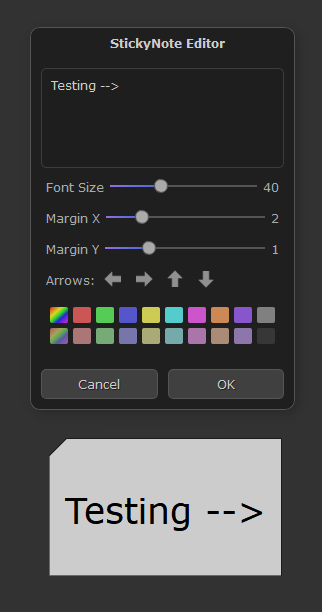 StickyNote Editor
Testing -->
Font Size 40
Margin X 2
Margin Y 1
Arrows:
Cancel OK
Testing -->